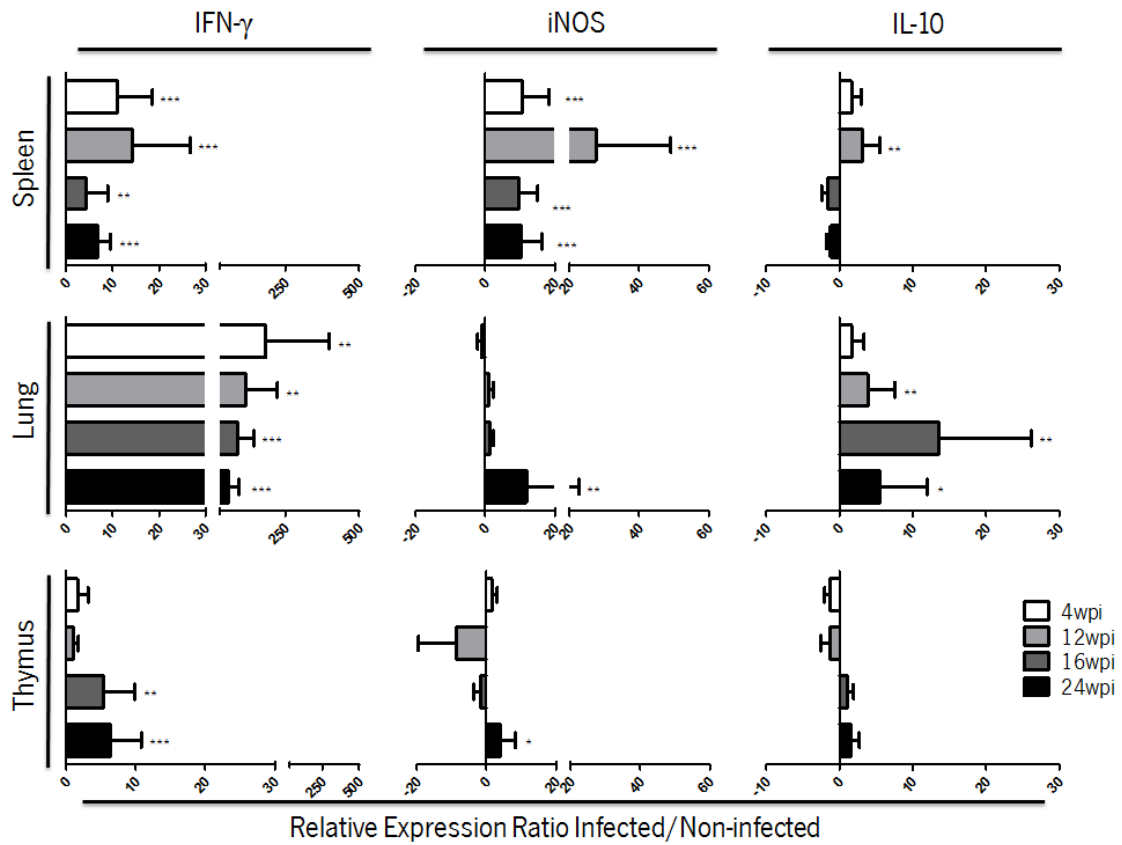 IFN-γ iNOS IL-10
Spleen
***
***
**
***
***
***
***
***
**
0 10 20 30 250 500
-20 0 20 20 40 60
-10 0 10 20 30
Lung
**
**
***
***
**
**
**
*
0 10 20 30 250 500
-20 0 20 20 40 60
-10 0 10 20 30
Thymus
**
***
*
4wpi
12wpi
16wpi
24wpi
0 10 20 30 250 500
-20 0 20 20 40 60
-10 0 10 20 30
Relative Expression Ratio Infected/Non-infected